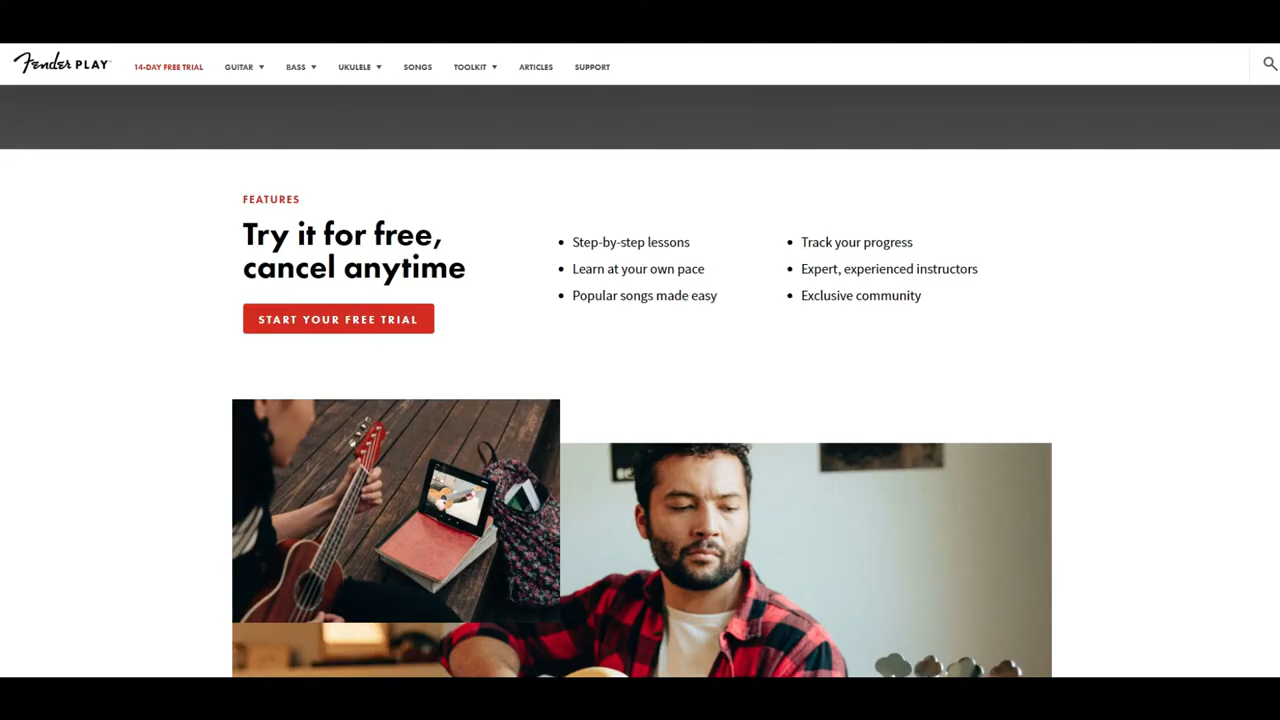 Fender PLAY
14-DAY FREE TRIAL
GUITAR
BASS
UKULELE
SONGS
TOOLKIT
ARTICLES
SUPPORT
FEATURES
Try it for free,
cancel anytime
START YOUR FREE TRIAL
Step-by-step lessons
Learn at your own pace
Popular songs made easy
Track your progress
Expert, experienced instructors
Exclusive community